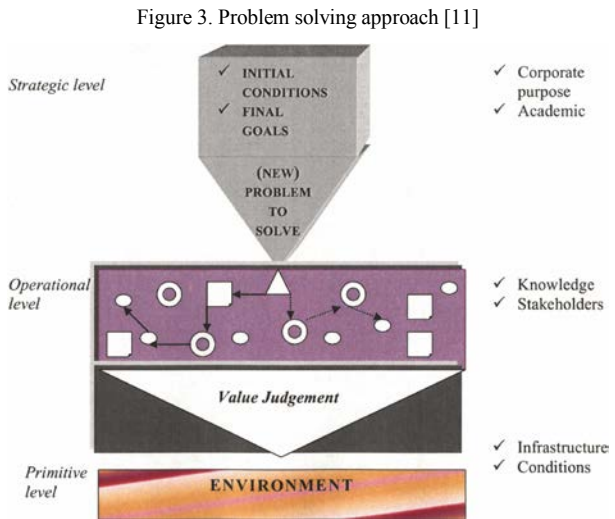 Figure 3. Problem solving approach [11]
Strategic level
✓ INITIAL
CONDITIONS
✓ FINAL
GOALS
(NEW)
PROBLEM
TO
SOLVE
✓ Corporate
purpose
✓ Academic
Operational
level
✓ Knowledge
✓ Stakeholders
Value Judgement
Primitive
level
ENVIRONMENT
✓ Infrastructure
✓ Conditions